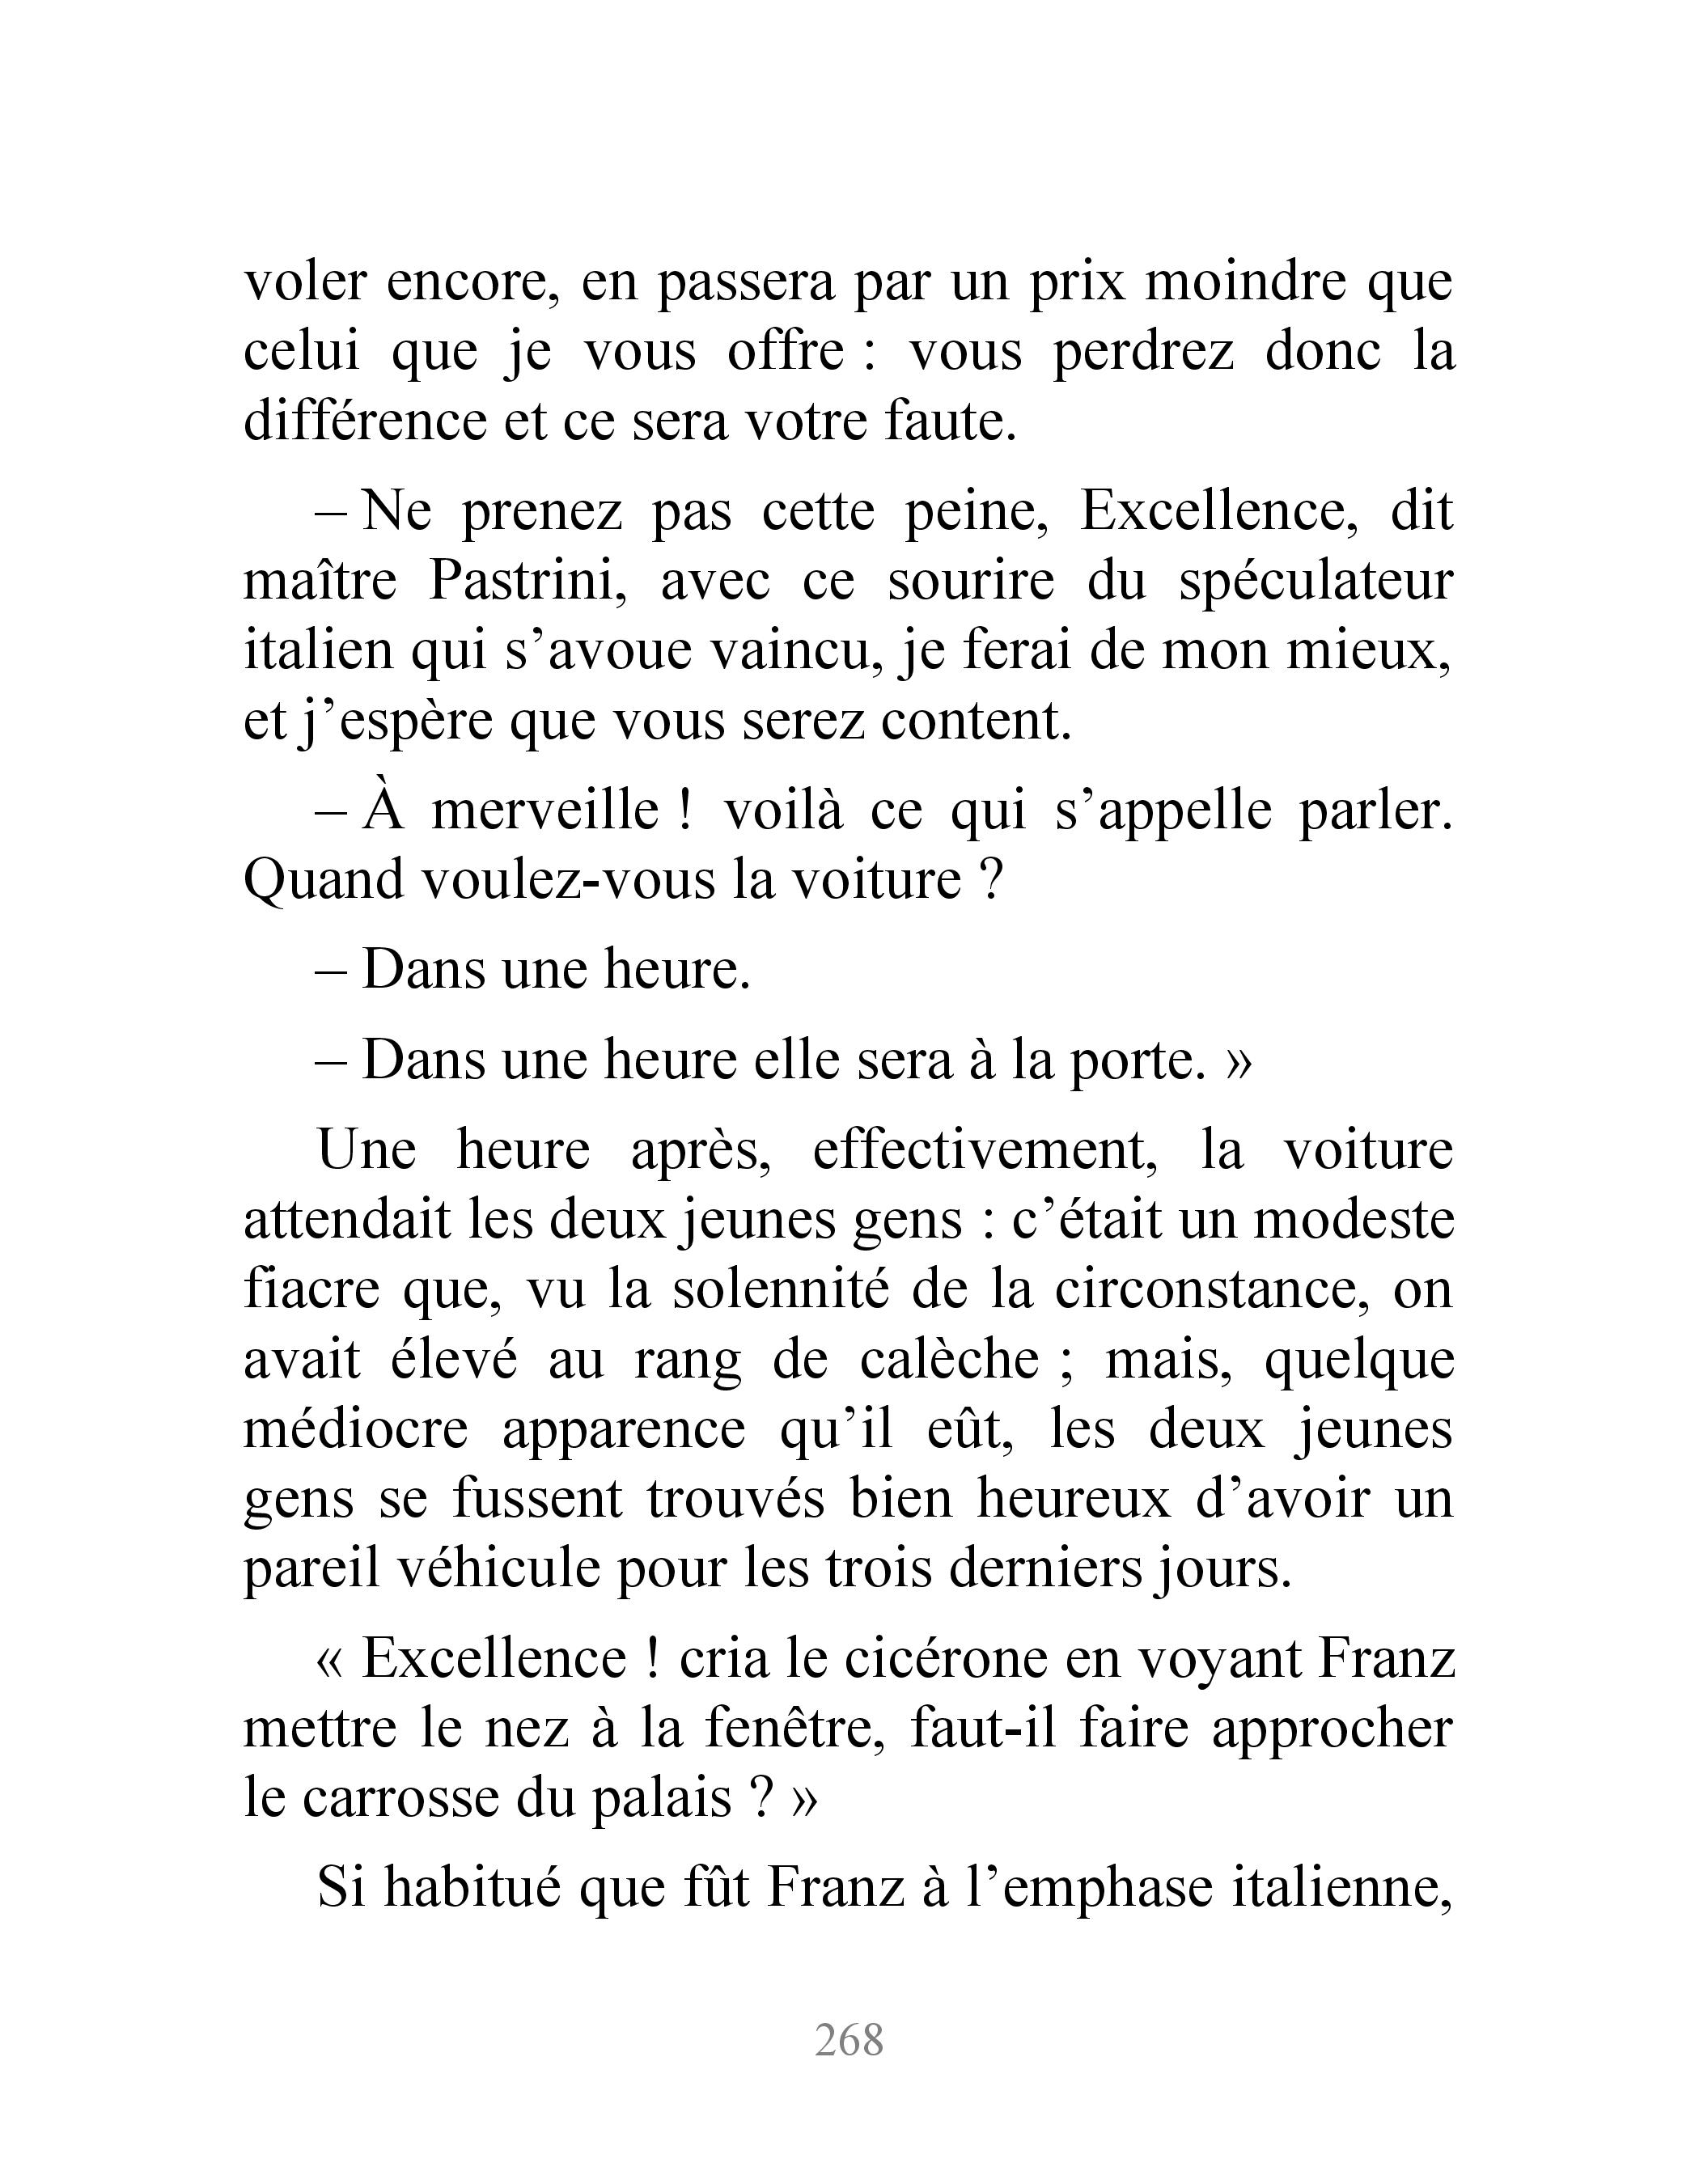 voler encore, en passera par un prix moindre que
celui que je vous offre : vous perdrez donc la
différence et ce sera votre faute.
– Ne prenez pas cette peine, Excellence, dit
maître Pastrini, avec ce sourire du spéculateur
italien qui s’avoue vaincu, je ferai de mon mieux,
et j’espère que vous serez content.
– À merveille ! voilà ce qui s’appelle parler.
Quand voulez-vous la voiture ?
– Dans une heure.
– Dans une heure elle sera à la porte. »
Une heure après, effectivement, la voiture
attendait les deux jeunes gens : c’était un modeste
fiacre que, vu la solennité de la circonstance, on
avait élevé au rang de calèche ; mais, quelque
médiocre apparence qu’il eût, les deux jeunes
gens se fussent trouvés bien heureux d’avoir un
pareil véhicule pour les trois derniers jours.
« Excellence ! cria le cicérone en voyant Franz
mettre le nez à la fenêtre, faut-il faire approcher
le carrosse du palais ? »
Si habitué que fût Franz à l’emphase italienne,
268